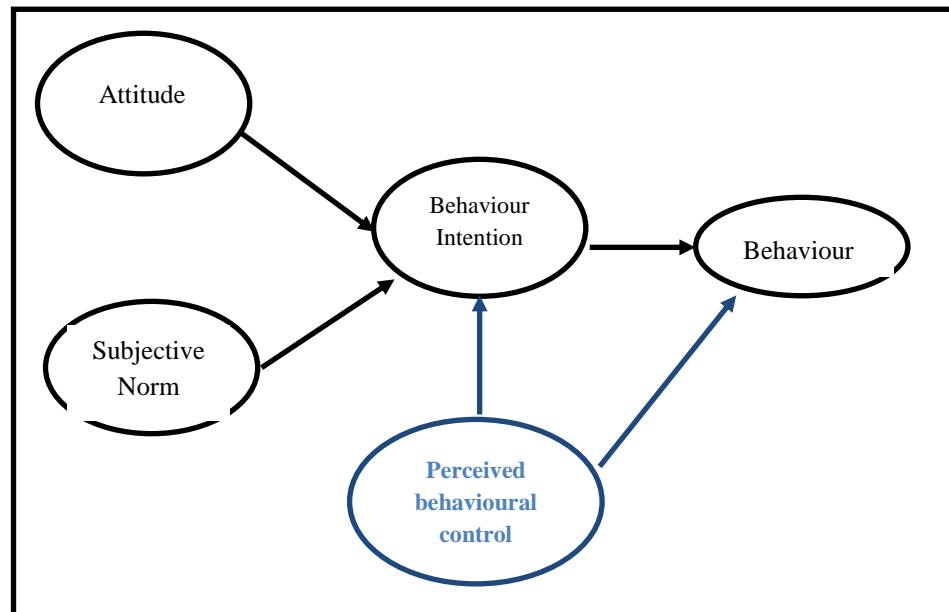 Attitude
Behaviour
Intention
Behaviour
Subjective
Norm
Perceived
behavioural
control